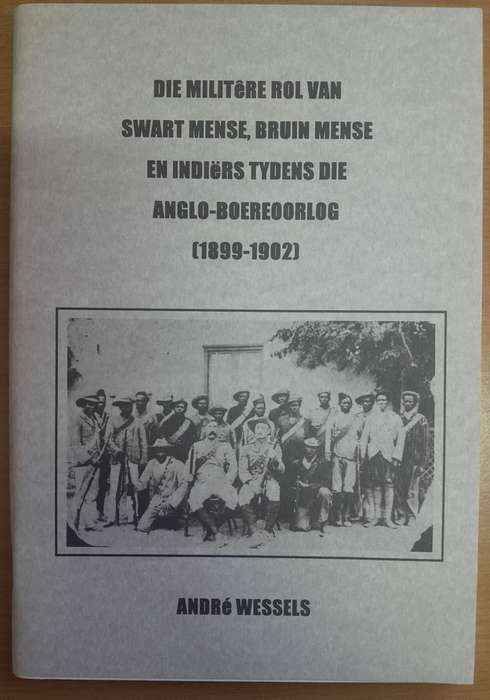 DIE MILITêRE ROL VAN
SWART MENSE, BRUIN MENSE
EN INDIëRS TYDENS DIE
ANGLO-BOEREOORLOG
(1899-1902)
ANDRé WESSELS